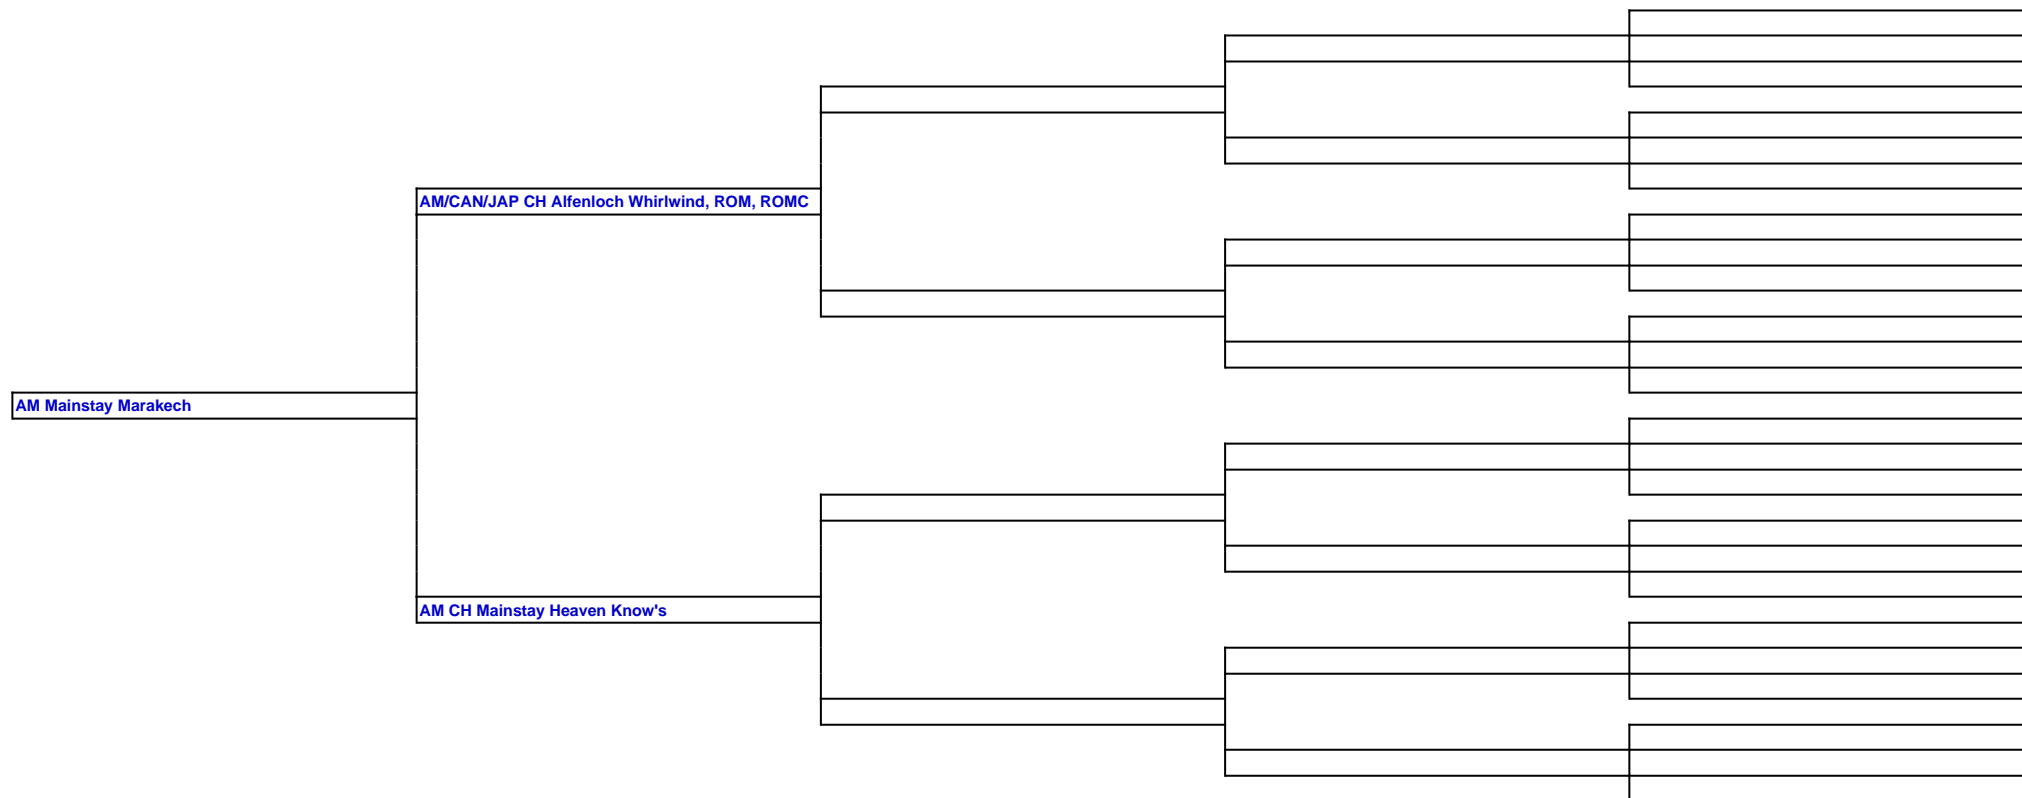 AM/CAN/JAP CH Alfenloch Whirlwind, ROM, ROMC
AM Mainstay Marakech
AM CH Mainstay Heaven Know's